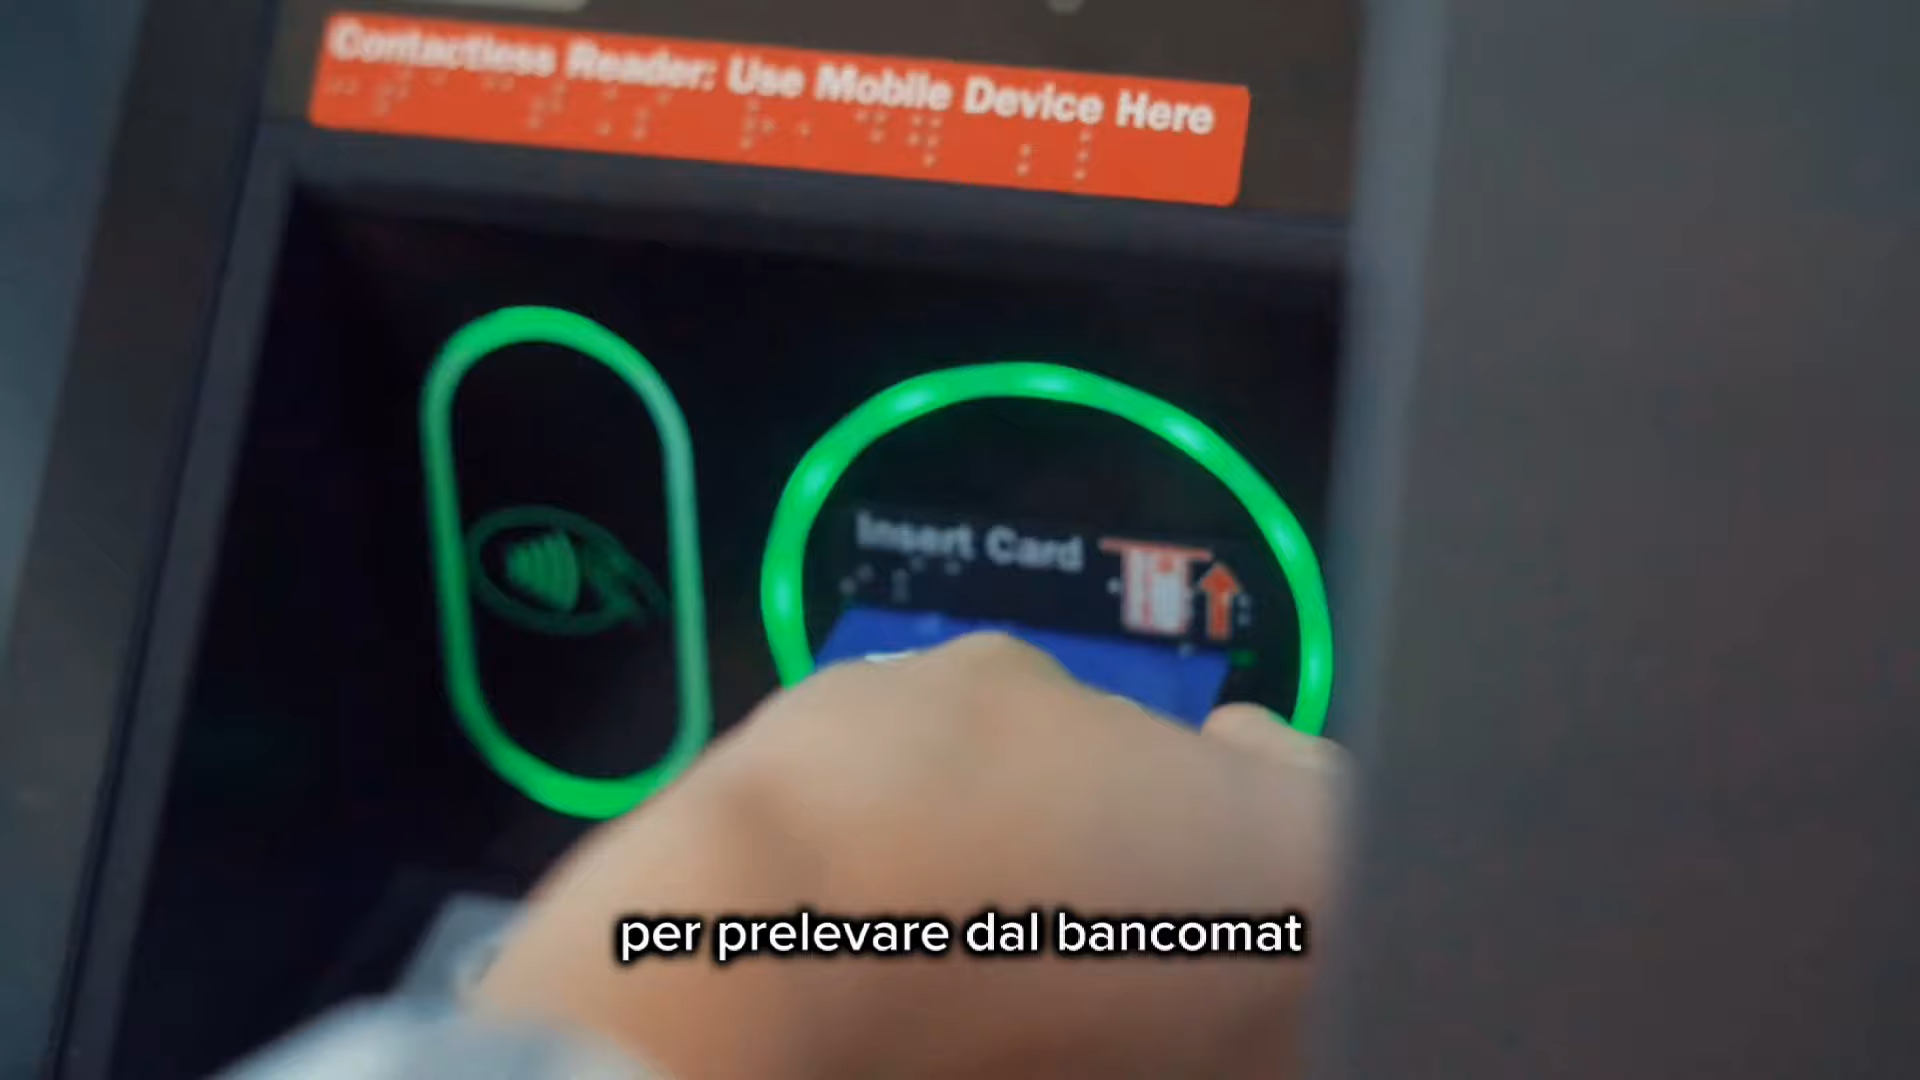 Contactless Reader: Use Mobile Device Here
Insert Card
per prelevare dal bancomat